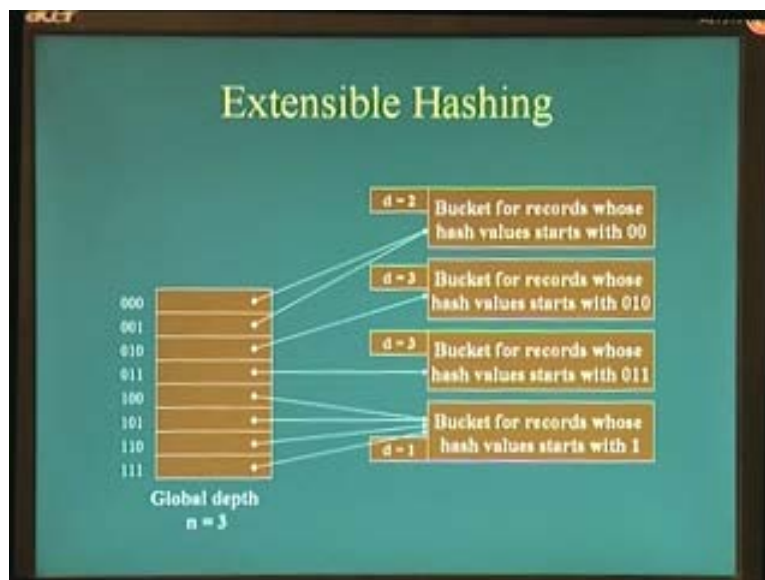 acer
Extensible Hashing
d = 2
Bucket for records whose
hash values starts with 00
d = 3
Bucket for records whose
hash values starts with 010
d = 3
Bucket for records whose
hash values starts with 011
Bucket for records whose
hash values starts with 1
d = 1
000
001
010
011
100
101
110
111
Global depth
n = 3